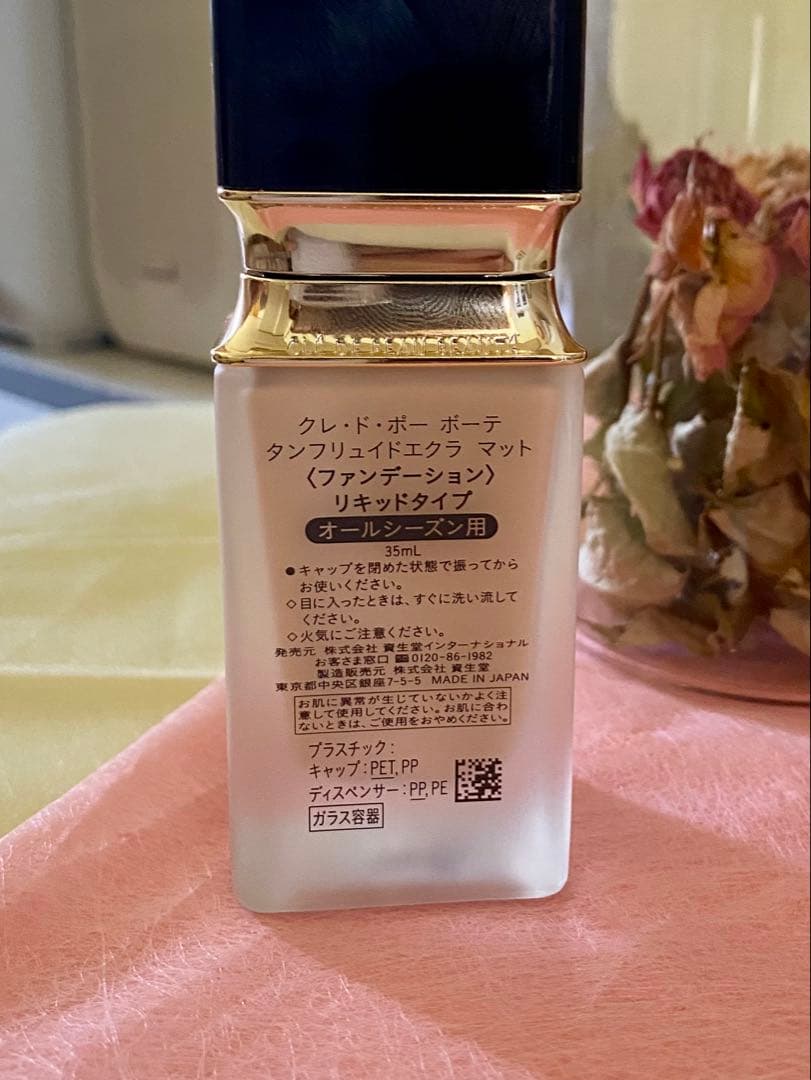 クレ・ド・ポー ボーテ
タンフリュイドエクラ マット
〈ファンデーション〉
リキッドタイプ
オールシーズン用
35mL
●キャップを閉めた状態で振ってから
お使いください。
◇目に入ったときは、すぐに洗い流して
ください。
◇火気にご注意ください。
発売元 株式会社 資生堂インターナショナル
お客さま窓口 0120-86-1982
製造販売元 株式会社 資生堂
東京都中央区銀座7-5-5 MADE IN JAPAN
お肌に異常が生じていないかよく注
意して使用してください。お肌に合わ
ないときは、ご使用をおやめください。
プラスチック：
キャップ：PET, PP
ディスペンサー：PP, PE
ガラス容器